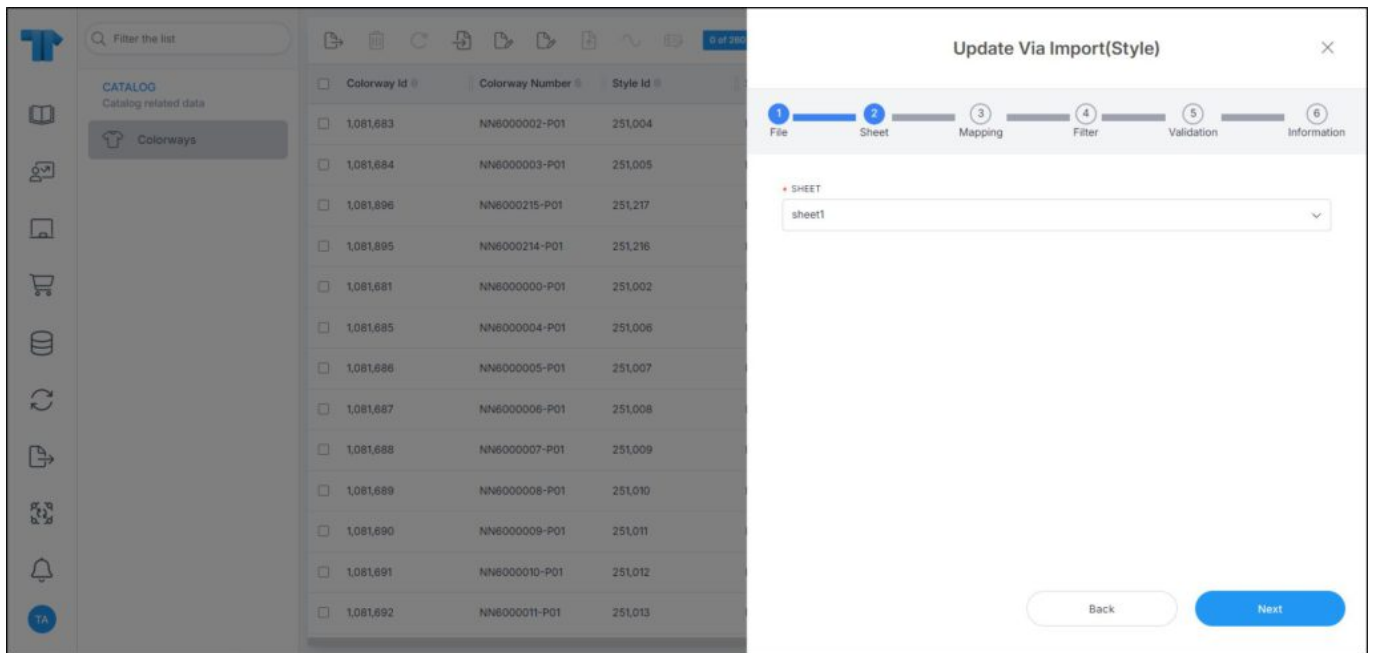 Filter the list
CATALOG
Catalog related data
Colorways
0 of 260
Colorway Id Colorway Number Style Id
1,081,683 NN6000002-P01 251,004
1,081,684 NN6000003-P01 251,005
1,081,896 NN6000215-P01 251,217
1,081,895 NN6000214-P01 251,216
1,081,681 NN6000000-P01 251,002
1,081,685 NN6000004-P01 251,006
1,081,686 NN6000005-P01 251,007
1,081,687 NN6000006-P01 251,008
1,081,688 NN6000007-P01 251,009
1,081,689 NN6000008-P01 251,010
1,081,690 NN6000009-P01 251,011
1,081,691 NN6000010-P01 251,012
1,081,692 NN6000011-P01 251,013
TA
Update Via Import(Style)
1 2 3 4 5 6
File Sheet Mapping Filter Validation Information
* SHEET
sheet1
Back Next